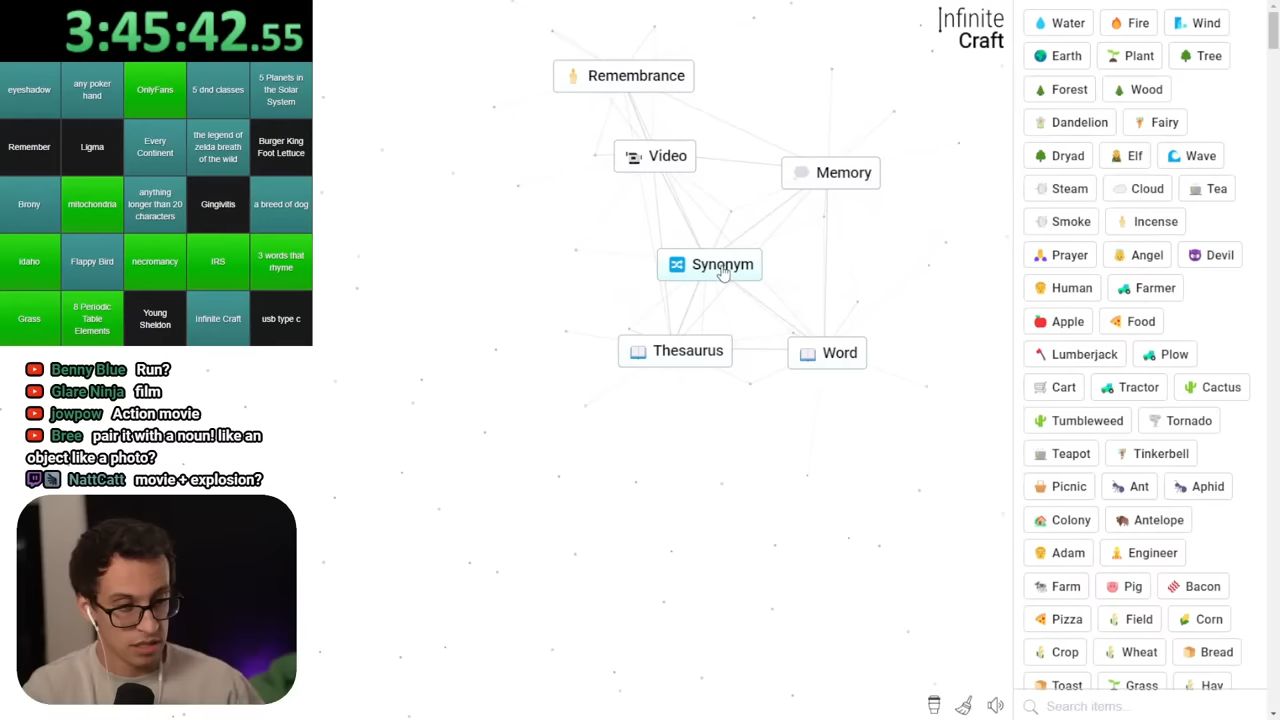 3:45:42.55
eyeshadow
any poker
hand
OnlyFans
5 dnd classes
5 Planets in
the Solar
System
Remember
Ligma
Every
Continent
the legend of
zelda breath
of the wild
Burger King
Foot Lettuce
Brony
mitochondria
anything
longer than 20
characters
Gingivitis
a breed of dog
idaho
Flappy Bird
necromancy
IRS
3 words that
rhyme
Grass
8 Periodic
Table
Elements
Young
Sheldon
Infinite Craft
usb type c
Benny Blue Run?
Glare Ninja film
jowpow Action movie
Bree pair it with a noun! like an
object like a photo?
NattCatt movie + explosion?
Remembrance
Video
Memory
Synonym
Thesaurus
Word
Infinite
Craft
Water Fire Wind
Earth Plant Tree
Forest Wood
Dandelion Fairy
Dryad Elf Wave
Steam Cloud Tea
Smoke Incense
Prayer Angel Devil
Human Farmer
Apple Food
Lumberjack Plow
Cart Tractor Cactus
Tumbleweed Tornado
Teapot Tinkerbell
Picnic Ant Aphid
Colony Antelope
Adam Engineer
Farm Pig Bacon
Pizza Field Corn
Crop Wheat Bread
Toast Grass Hay
Search items...